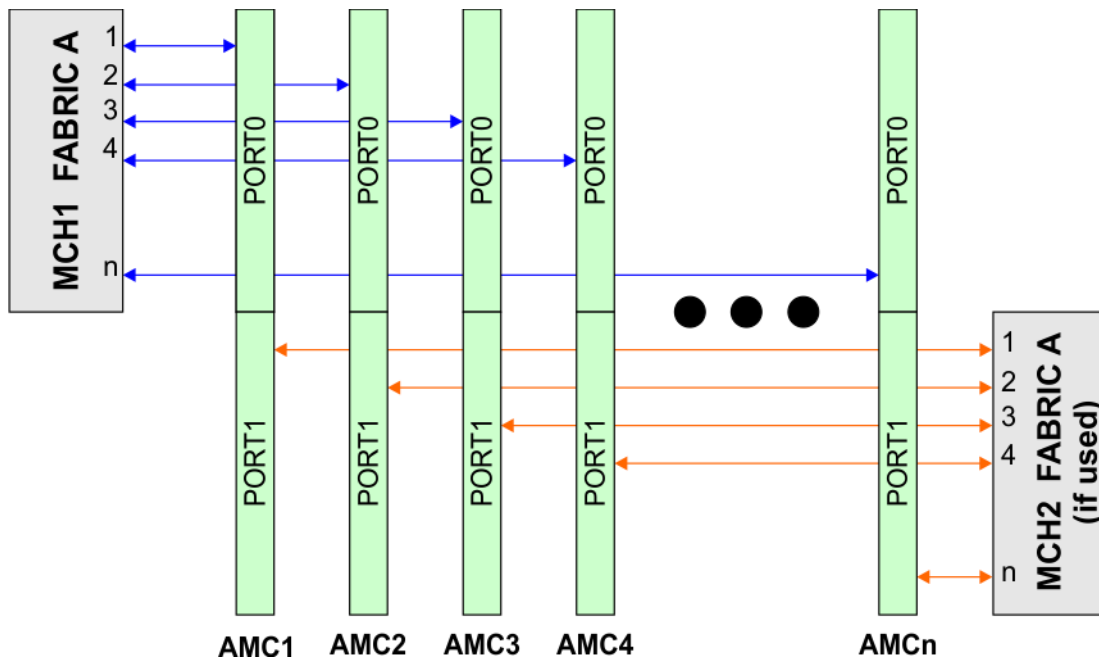 MCH1 FABRIC A
1
2
3
4
n
PORT0
PORT0
PORT0
PORT0
PORT0
PORT1
PORT1
PORT1
PORT1
PORT1
1
2
3
4
n
MCH2 FABRIC A
(if used)
AMC1
AMC2
AMC3
AMC4
AMCn